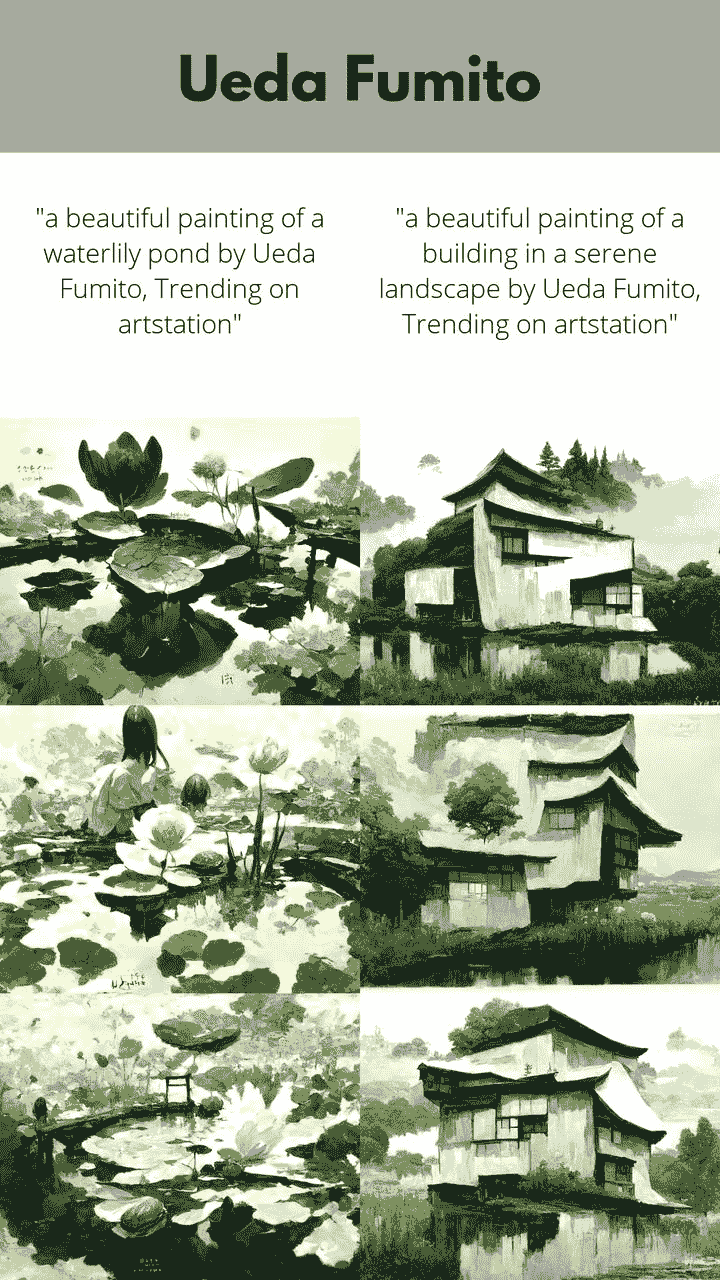 Ueda Fumito
"a beautiful painting of a
waterlily pond by Ueda
Fumito, Trending on
artstation"
"a beautiful painting of a
building in a serene
landscape by Ueda Fumito,
Trending on artstation"